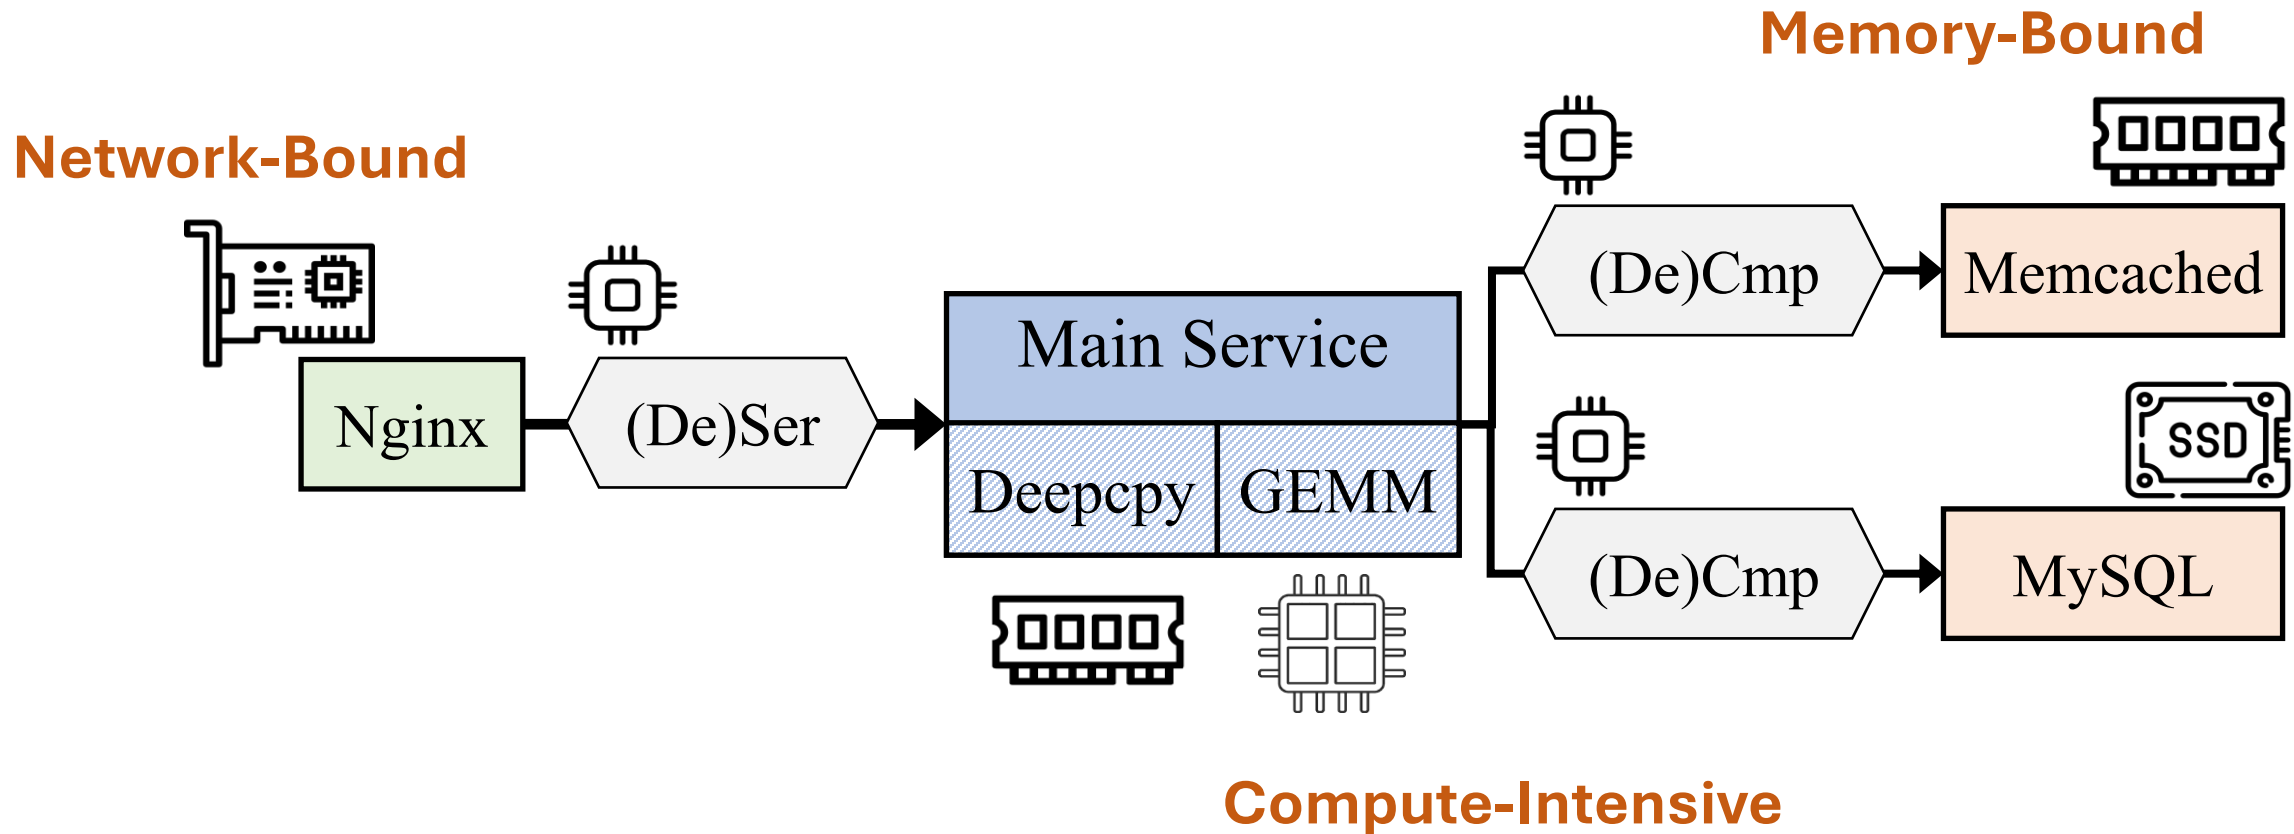 Memory-Bound
Network-Bound
Nginx
(De)Ser
Main Service
Deepcpy
GEMM
(De)Cmp
Memcached
SSD
(De)Cmp
MySQL
Compute-Intensive